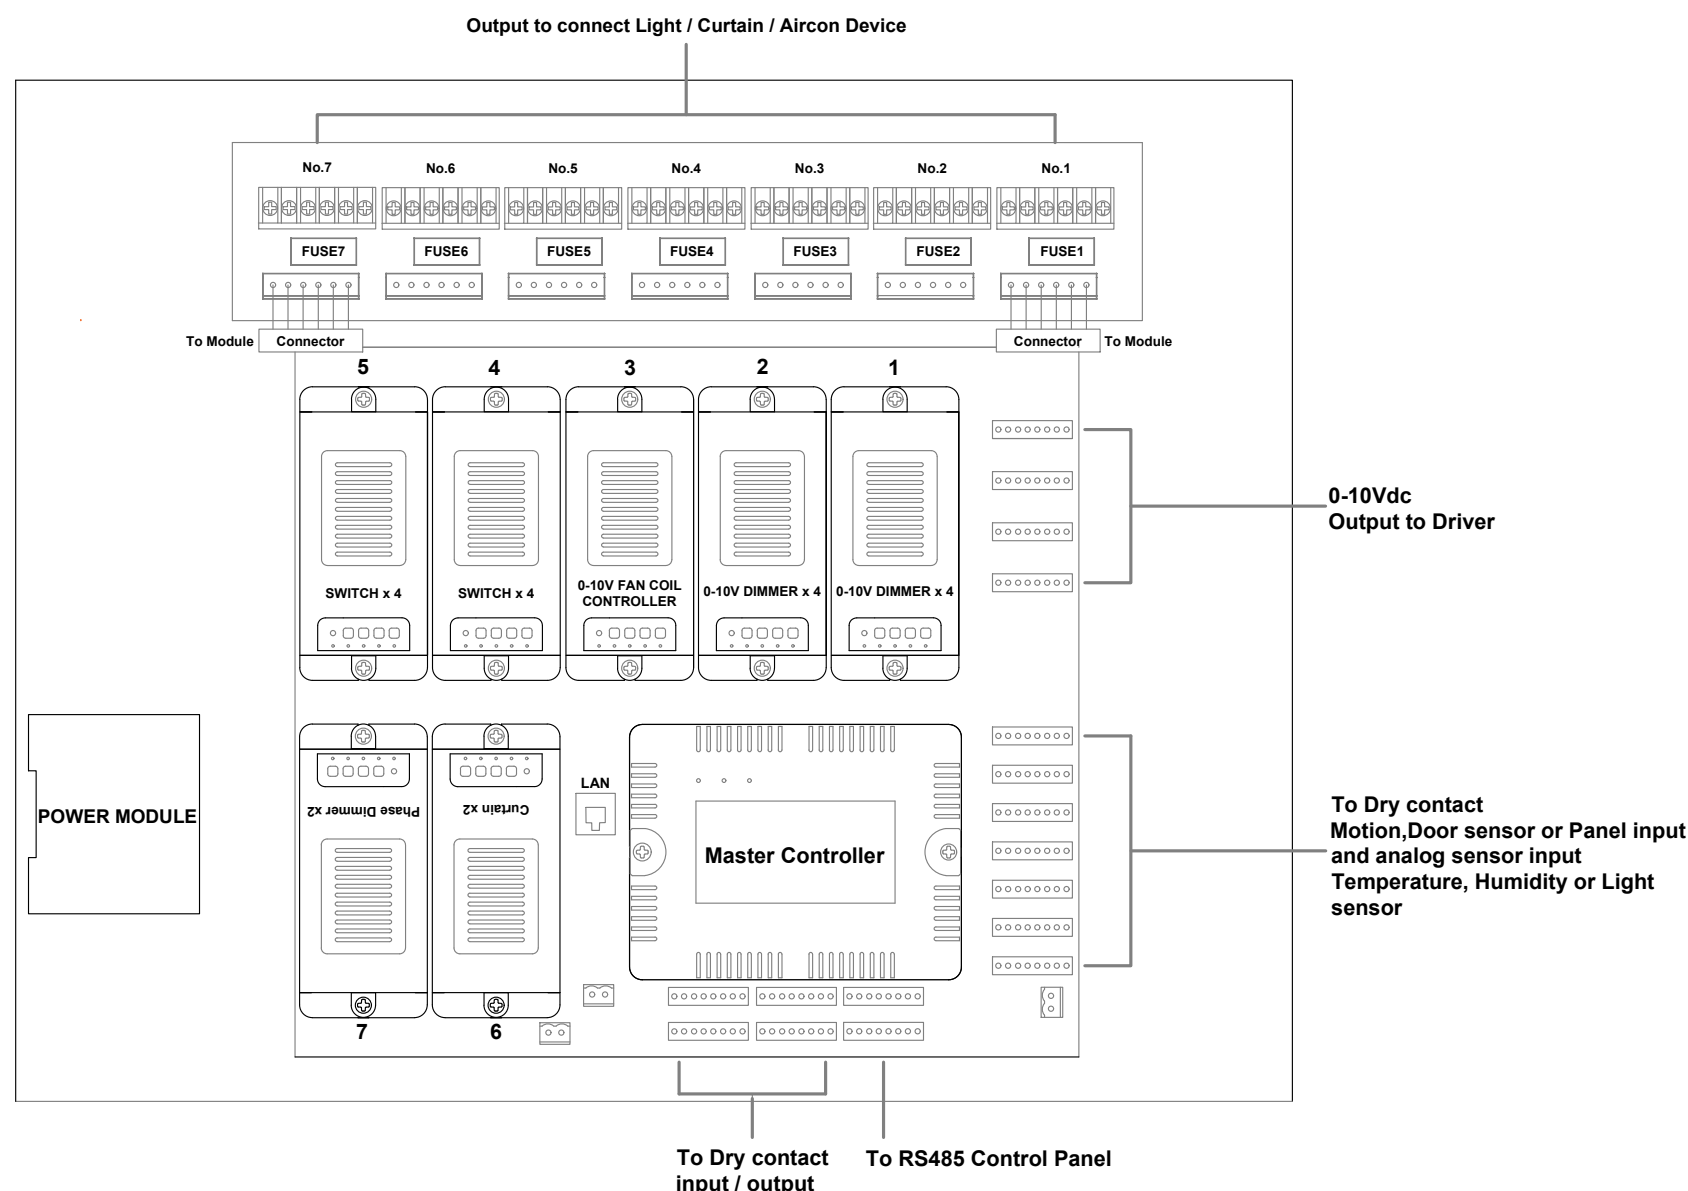 Output to connect Light / Curtain / Aircon Device
No.7 No.6 No.5 No.4 No.3 No.2 No.1
FUSE7 FUSE6 FUSE5 FUSE4 FUSE3 FUSE2 FUSE1
To Module Connector Connector To Module
5 4 3 2 1
0-10Vdc
Output to Driver
SWITCH x 4
SWITCH x 4
0-10V FAN COIL
CONTROLLER
0-10V DIMMER x 4
0-10V DIMMER x 4
POWER MODULE
Phase Dimmer x2
Curtain x2
LAN
Master Controller
To Dry contact
Motion,Door sensor or Panel input
and analog sensor input
Temperature, Humidity or Light
sensor
7 6
To Dry contact
input / output
To RS485 Control Panel